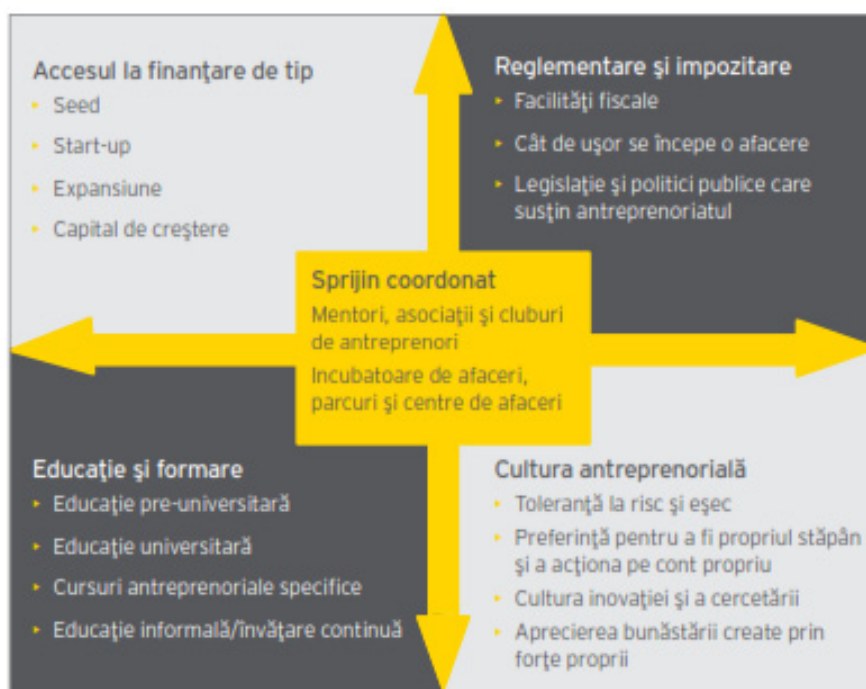 Accesul la finanţare de tip
Seed
Start-up
Expansiune
Capital de creştere
Reglementare şi impozitare
Facilităţi fiscale
Cât de uşor se începe o afacere
Legislaţie şi politici publice care
susţin antreprenoriatul
Sprijin coordonat
Mentori, asociaţii şi cluburi
de antreprenori
Incubatoare de afaceri,
parcuri şi centre de afaceri
Educaţie şi formare
Educaţie pre-universitară
Educaţie universitară
Cursuri antreprenoriale specifice
Educaţie informală/învăţare continuă
Cultura antreprenorială
Toleranţă la risc şi eşec
Preferinţă pentru a fi propriul stăpân
şi a acţiona pe cont propriu
Cultura inovaţiei şi a cercetării
Aprecierea bunăstării create prin
forţe proprii